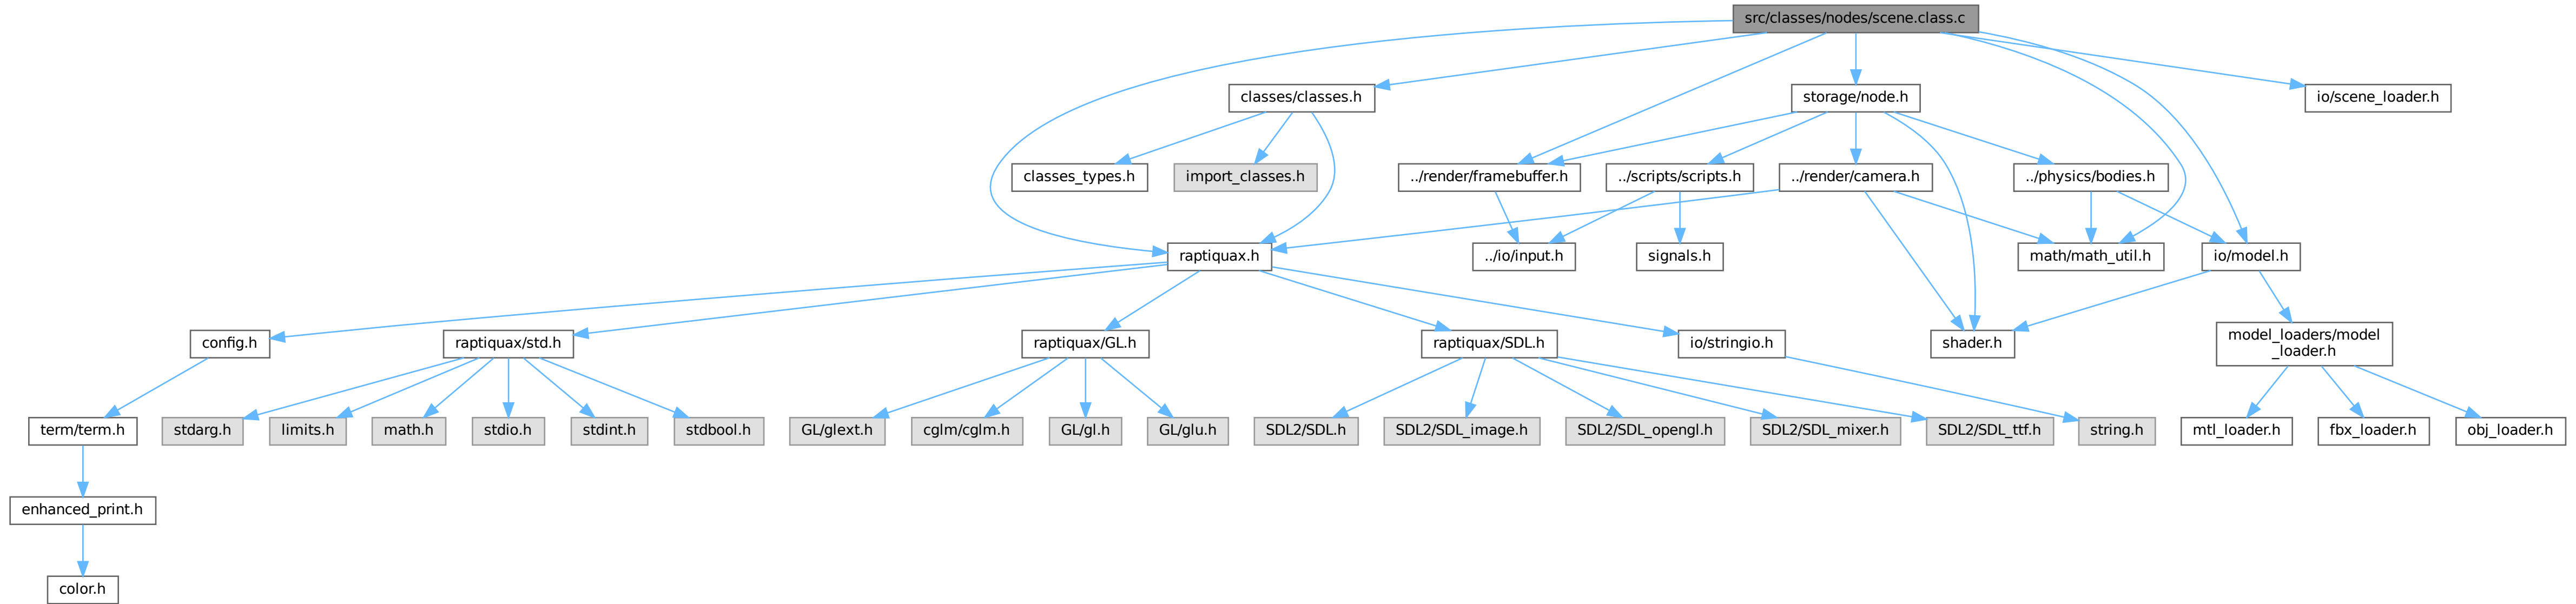 src/classes/nodes/scene.class.c
classes/classes.h
storage/node.h
io/scene_loader.h
classes_types.h
import_classes.h
../render/framebuffer.h
../scripts/scripts.h
../render/camera.h
../physics/bodies.h
raptiquax.h
../io/input.h
signals.h
math/math_util.h
io/model.h
config.h
raptiquax/std.h
raptiquax/GL.h
raptiquax/SDL.h
io/stringio.h
shader.h
model_loaders/model
_loader.h
term/term.h
stdarg.h
limits.h
math.h
stdio.h
stdint.h
stdbool.h
GL/glext.h
cglm/cglm.h
GL/gl.h
GL/glu.h
SDL2/SDL.h
SDL2/SDL_image.h
SDL2/SDL_opengl.h
SDL2/SDL_mixer.h
SDL2/SDL_ttf.h
string.h
mtl_loader.h
fbx_loader.h
obj_loader.h
enhanced_print.h
color.h